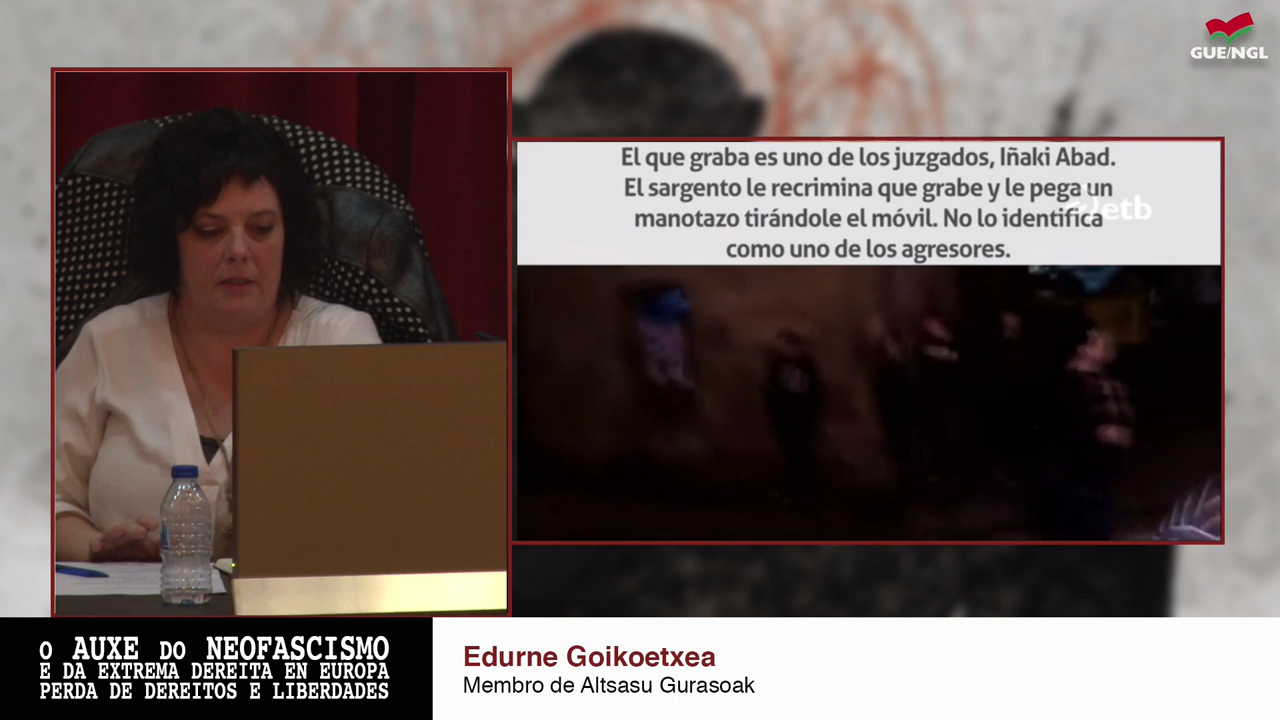 GUE/NGL
El que graba es uno de los juzgados, Iñaki Abad.
El sargento le recrimina que grabe y le pega un
manotazo tirándole el móvil. No lo identifica
como uno de los agresores.
etb
O AUXE DO NEOFASCISMO
E DA EXTREMA DEREITA EN EUROPA
PERDA DE DEREITOS E LIBERDADES
Edurne Goikoetxea
Membro de Altsasu Gurasoak